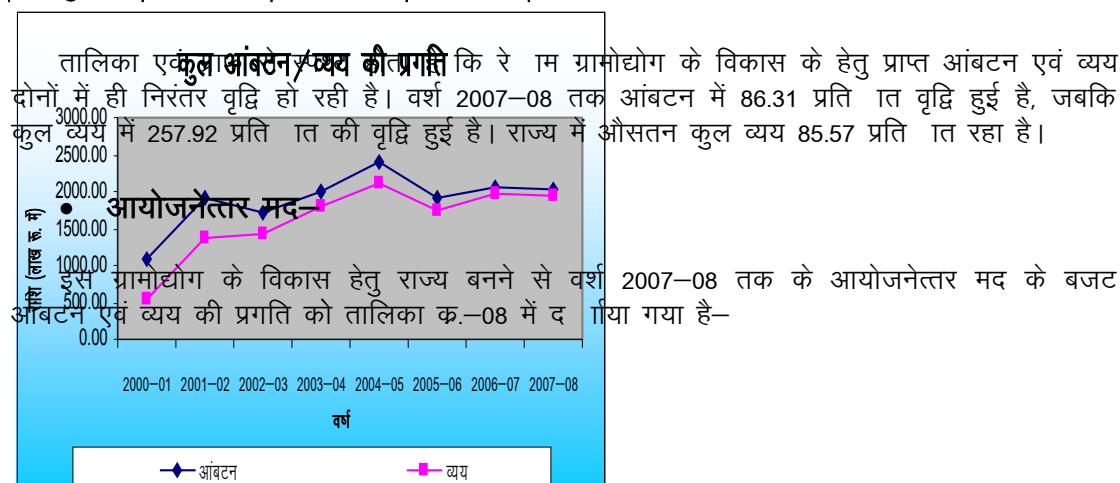 कुल आंबटन/व्यय की प्रगति
तालिका एवं कि रे ाम ग्रामोद्योग के विकास के हेतु प्राप्त आंबटन एवं व्यय
दोनों में ही निरंतर वृद्वि हो रही है। वर्श 2007–08 तक आंबटन में 86.31 प्रति ात वृद्वि हुई है, जबकि
कुल व्यय में 257.92 प्रति ात की वृद्वि हुई है। राज्य में औसतन कुल व्यय 85.57 प्रति ात रहा है।
• आयोजनेत्तर मद–
इस ग्रामोद्योग के विकास हेतु राज्य बनने से वर्श 2007–08 तक के आयोजनेत्तर मद के बजट
आंबटन एवं व्यय की प्रगति को तालिका क्र.–08 में द र्ाया गया है–
राशि (लाख रू. में)
3000.00
2500.00
2000.00
1500.00
1000.00
500.00
0.00
2000–01 2001–02 2002–03 2003–04 2004–05 2005–06 2006–07 2007–08
वर्ष
आंबटन व्यय